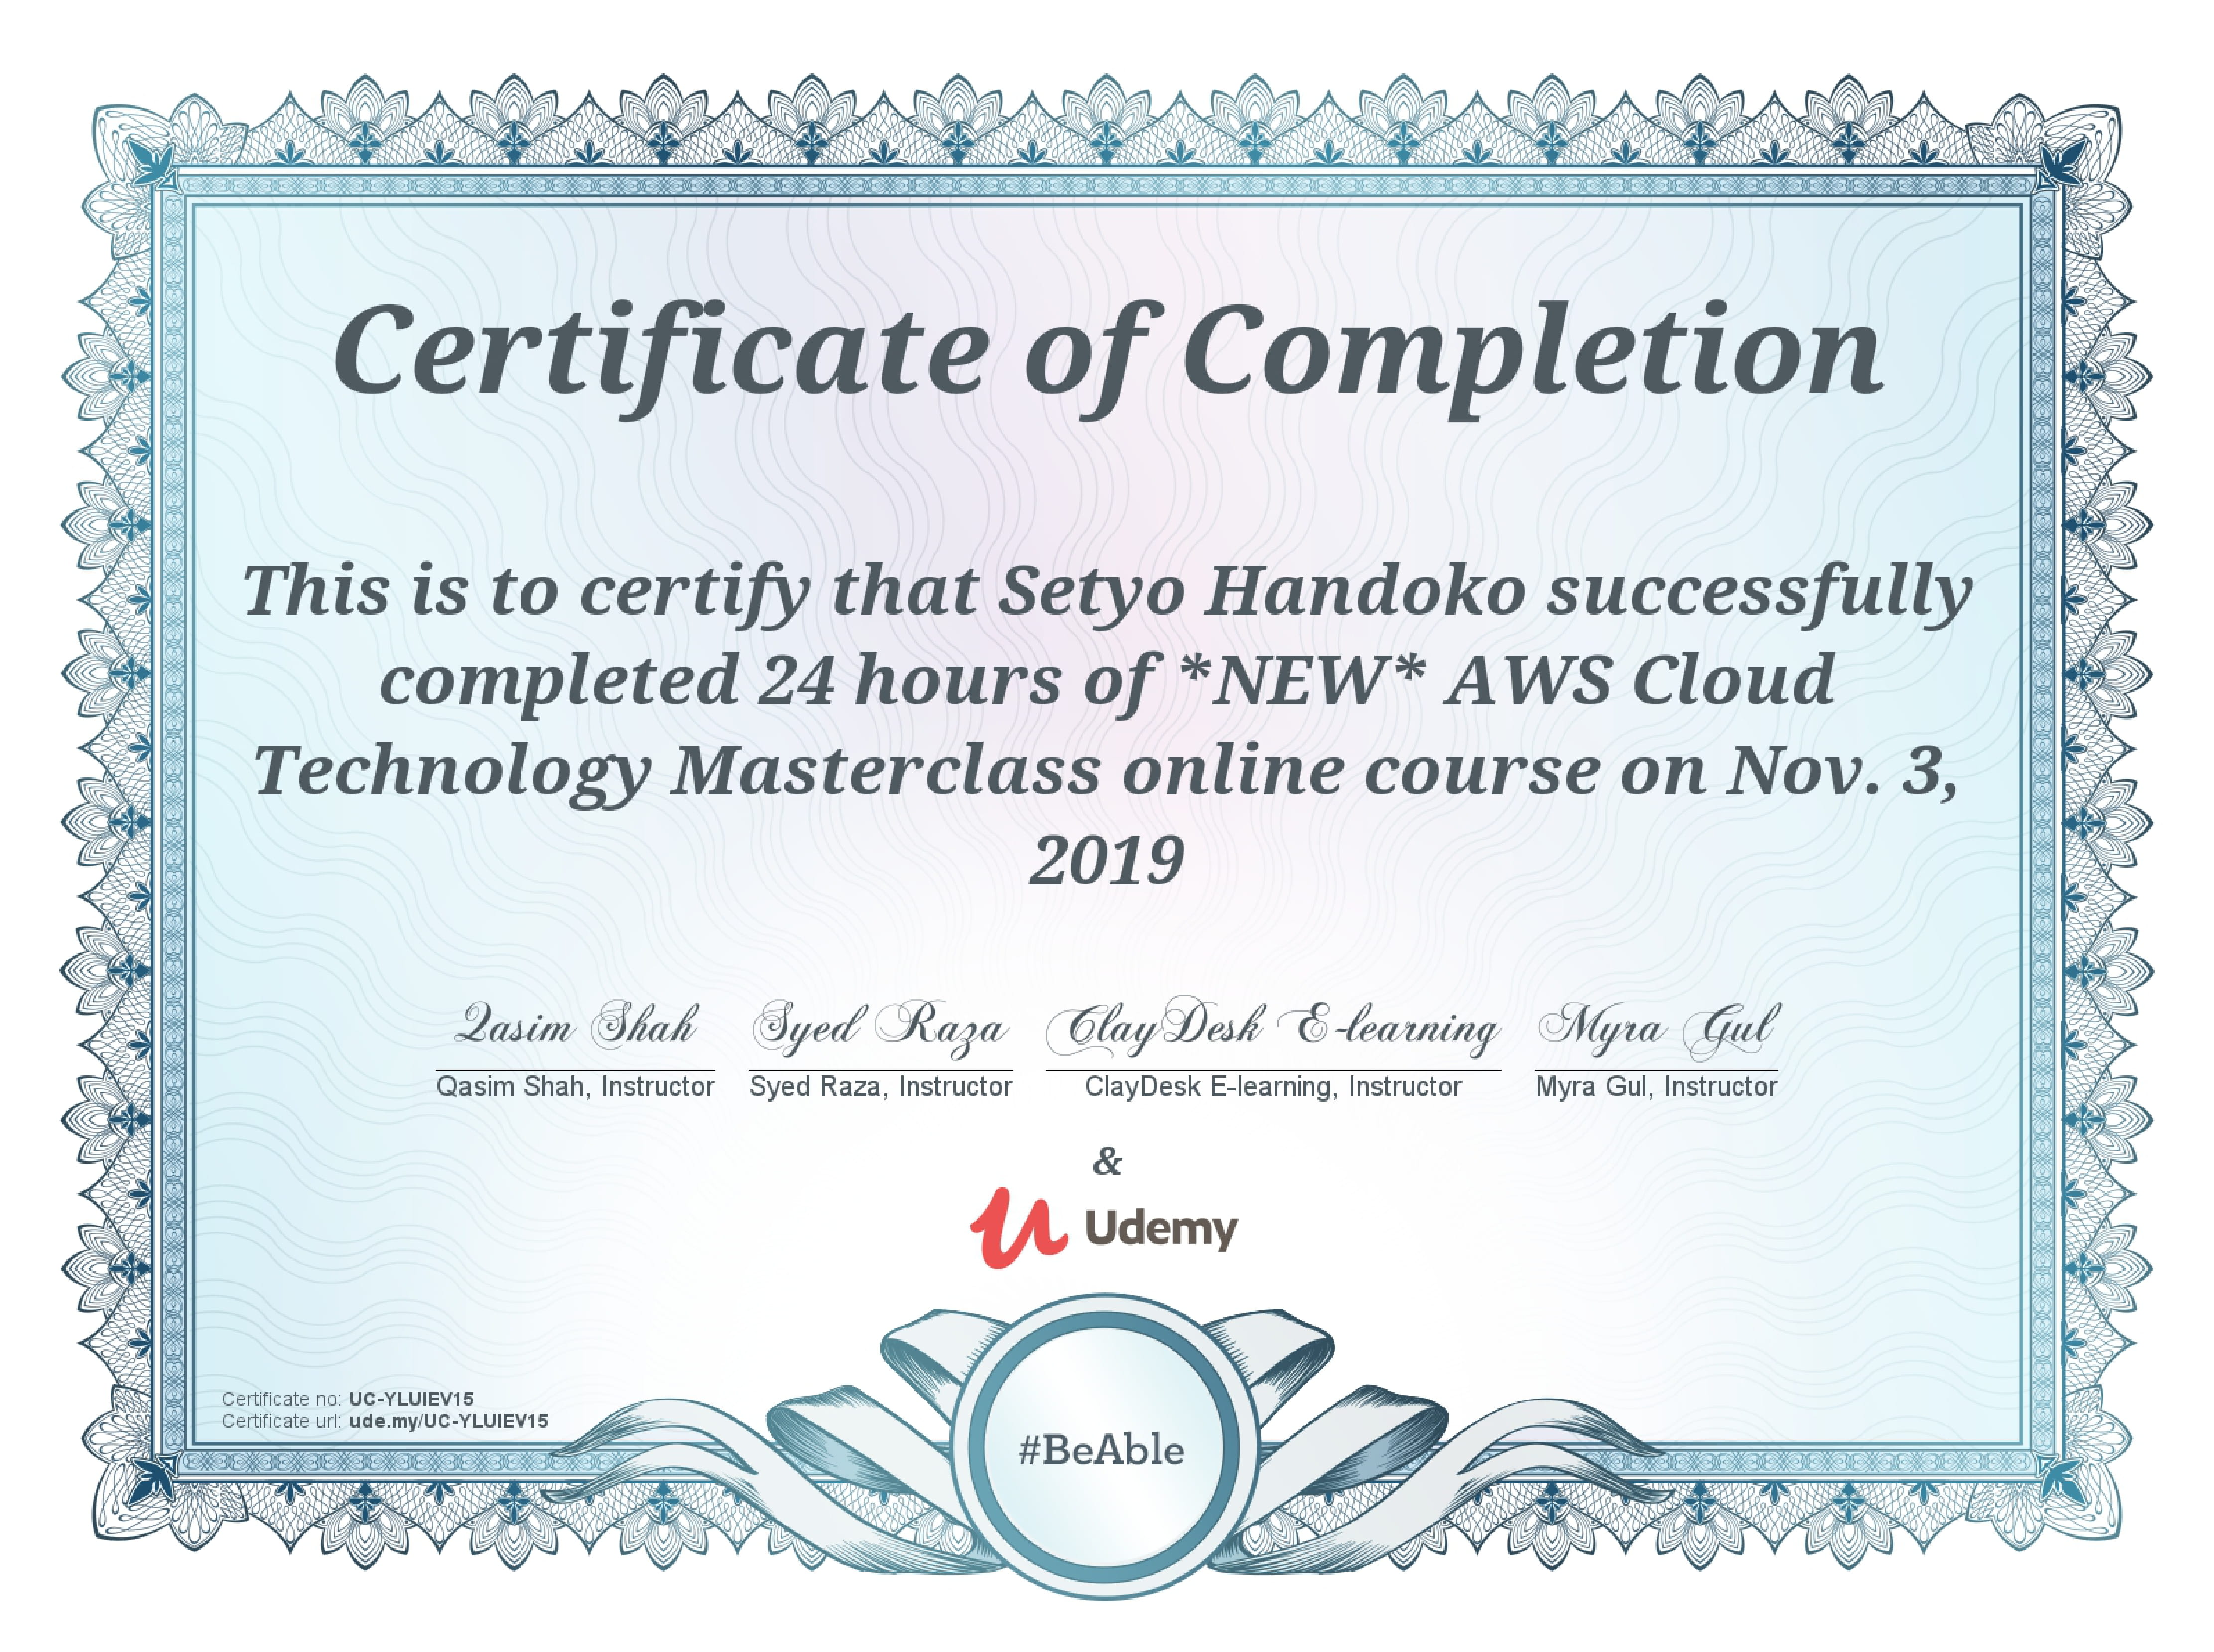 Certificate of Completion
This is to certify that Setyo Handoko successfully
completed 24 hours of *NEW* AWS Cloud
Technology Masterclass online course on Nov. 3,
2019
Qasim Shah Syed Raza ClayDesk E-learning Myra Gul
Qasim Shah, Instructor Syed Raza, Instructor ClayDesk E-learning, Instructor Myra Gul, Instructor
&
Udemy
Certificate no: UC-YLUIEV15
Certificate url: ude.my/UC-YLUIEV15
#BeAble